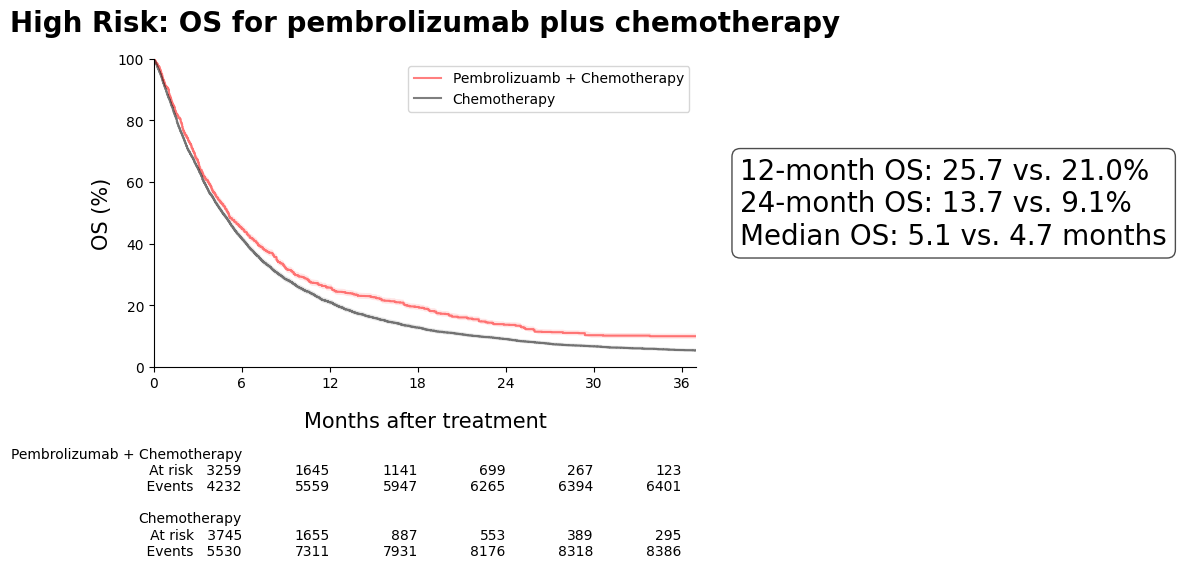 High Risk: OS for pembrolizumab plus chemotherapy
100
80
60
40
20
0
OS (%)
Pembrolizuamb + Chemotherapy
Chemotherapy
12-month OS: 25.7 vs. 21.0%
24-month OS: 13.7 vs. 9.1%
Median OS: 5.1 vs. 4.7 months
0 6 12 18 24 30 36
Months after treatment
Pembrolizumab + Chemotherapy
At risk 3259 1645 1141 699 267 123
Events 4232 5559 5947 6265 6394 6401
Chemotherapy
At risk 3745 1655 887 553 389 295
Events 5530 7311 7931 8176 8318 8386